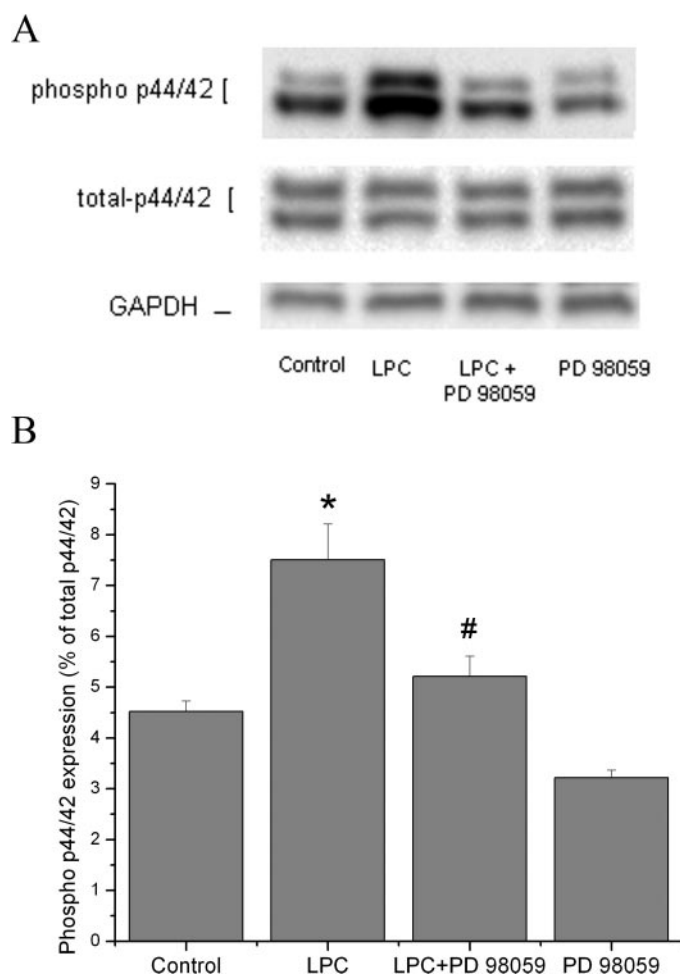 A
phospho p44/42 [
total-p44/42 [
GAPDH –
Control LPC LPC + PD 98059
PD 98059
B
Phospho p44/42 expression (% of total p44/42)
9
8
7
6
5
4
3
2
1
0
*
#
Control LPC LPC+PD 98059 PD 98059